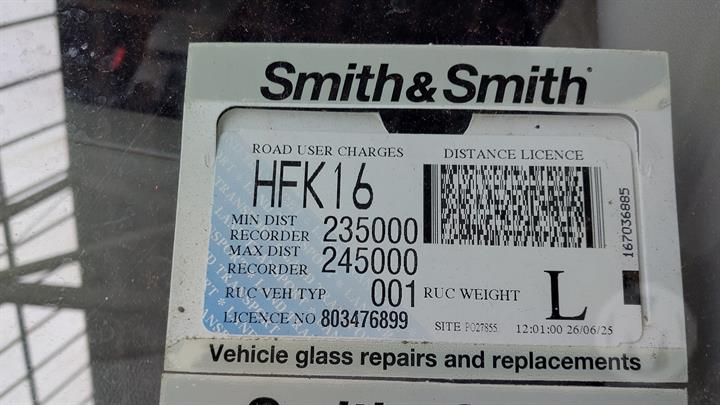 Smith&Smith
ROAD USER CHARGES DISTANCE LICENCE
HFK16
MIN DIST
RECORDER 235000
MAX DIST
RECORDER 245000
RUC VEH TYP 001 RUC WEIGHT L
LICENCE NO 803476899 SITE PO27855 12:01:00 26/06/25
167036885
Vehicle glass repairs and replacements